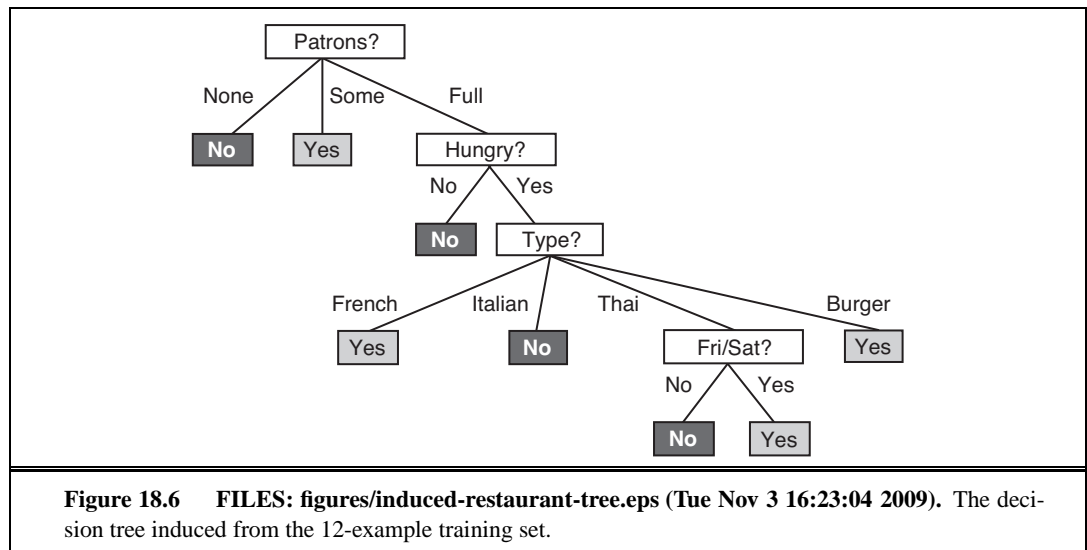 Patrons?
None Some Full
No Yes Hungry?
No Yes
No Type?
French Italian Thai Burger
Yes No Fri/Sat? Yes
No Yes
No Yes
Figure 18.6 FILES: figures/induced-restaurant-tree.eps (Tue Nov 3 16:23:04 2009). The deci-
sion tree induced from the 12-example training set.